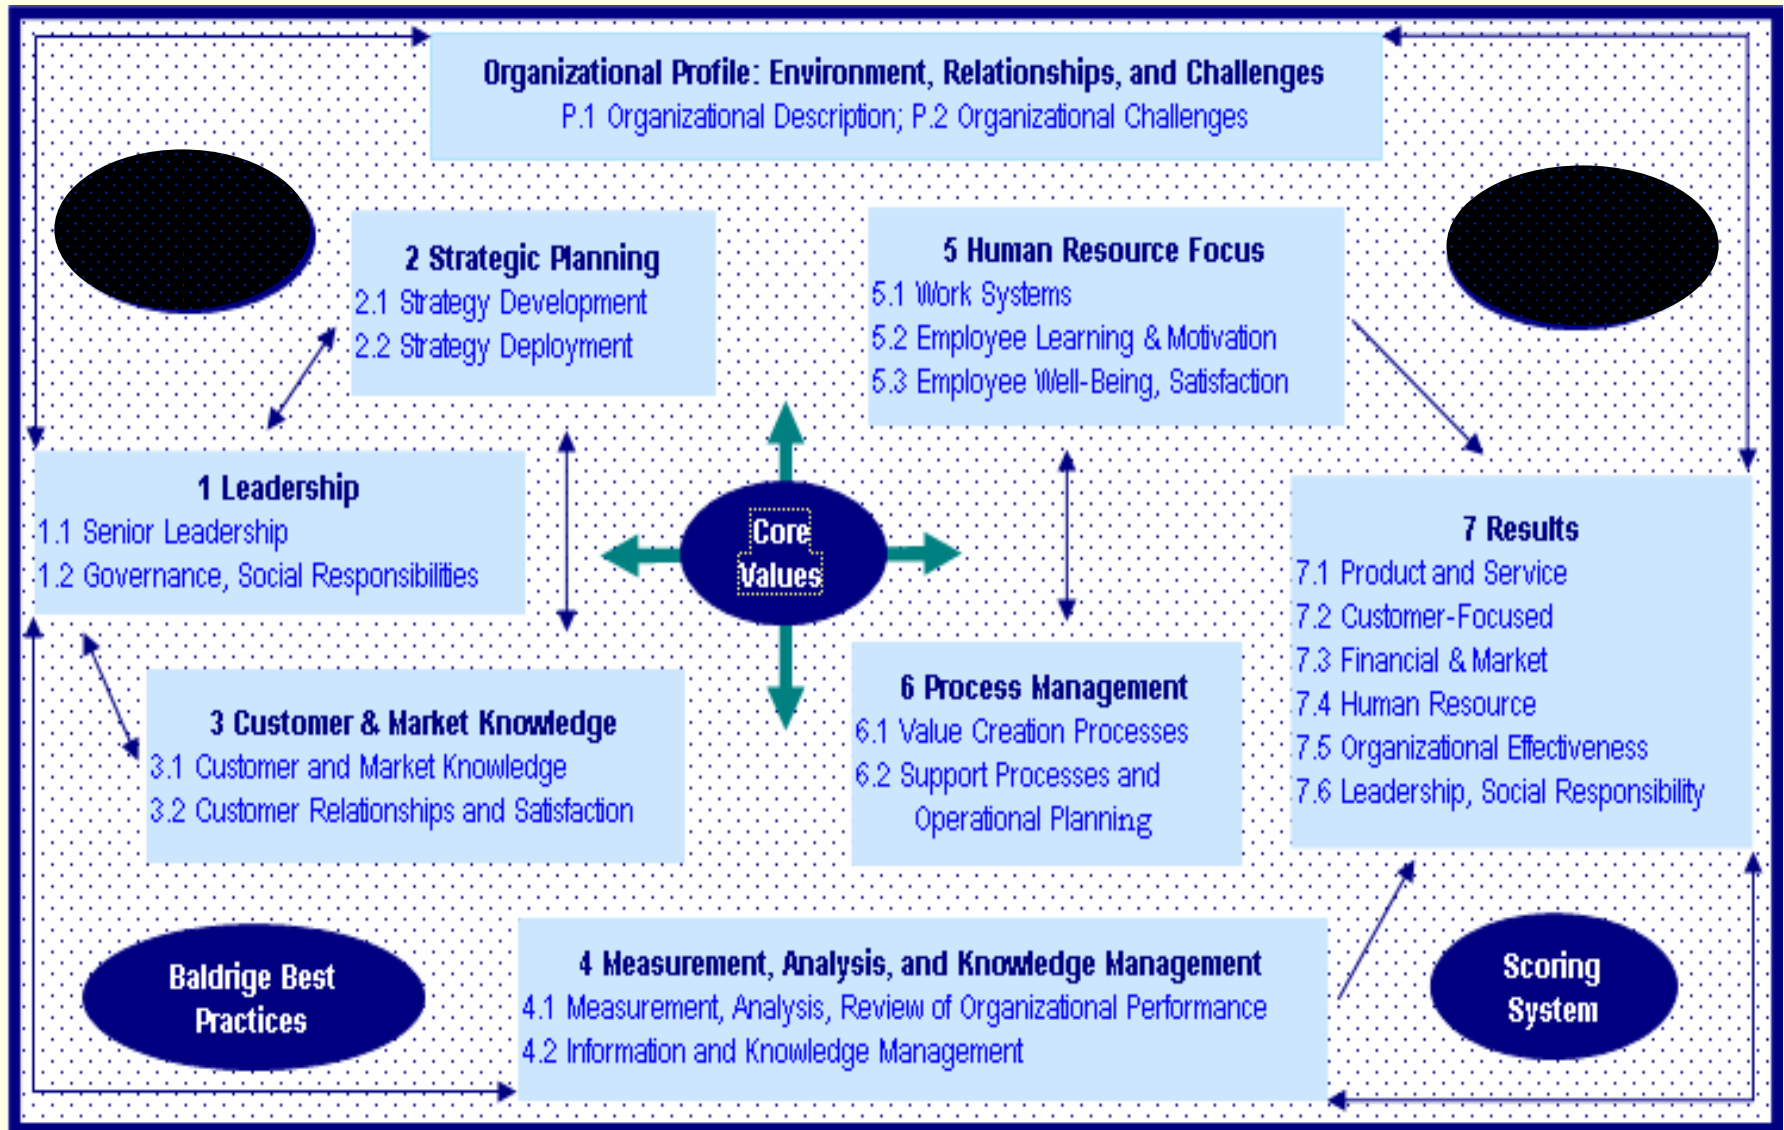 Organizational Profile: Environment, Relationships, and Challenges
P.1 Organizational Description; P.2 Organizational Challenges
2 Strategic Planning
2.1 Strategy Development
2.2 Strategy Deployment
5 Human Resource Focus
5.1 Work Systems
5.2 Employee Learning & Motivation
5.3 Employee Well-Being, Satisfaction
1 Leadership
1.1 Senior Leadership
1.2 Governance, Social Responsibilities
Core
Values
7 Results
7.1 Product and Service
7.2 Customer-Focused
7.3 Financial & Market
7.4 Human Resource
7.5 Organizational Effectiveness
7.6 Leadership, Social Responsibility
3 Customer & Market Knowledge
3.1 Customer and Market Knowledge
3.2 Customer Relationships and Satisfaction
6 Process Management
6.1 Value Creation Processes
6.2 Support Processes and
Operational Planning
4 Measurement, Analysis, and Knowledge Management
4.1 Measurement, Analysis, Review of Organizational Performance
4.2 Information and Knowledge Management
Baldrige Best
Practices
Scoring
System